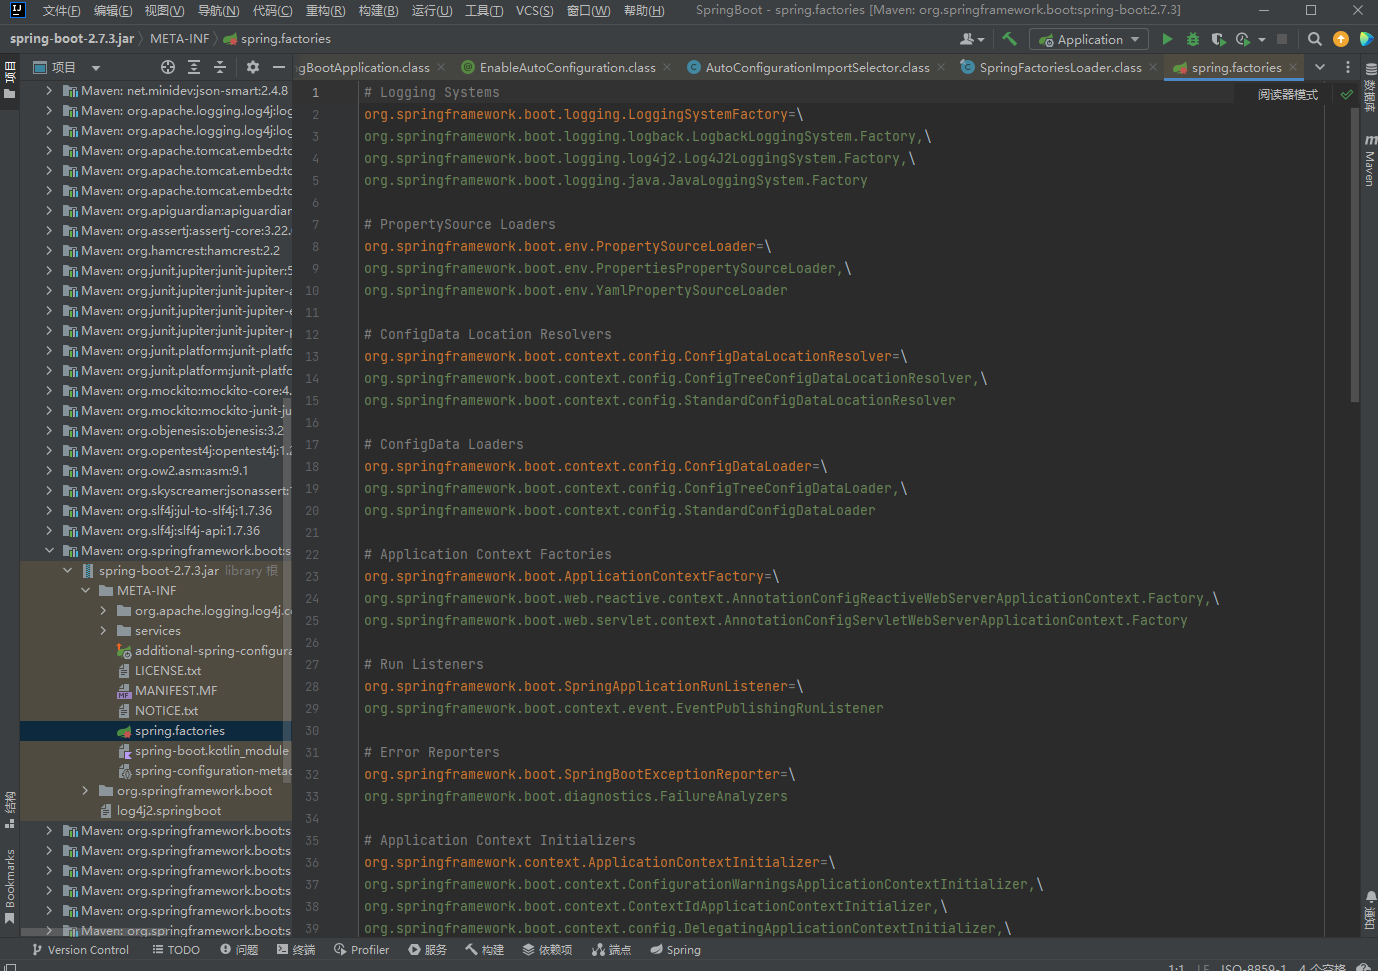 文件(F) 编辑(E) 视图(V) 导航(N) 代码(C) 重构(R) 构建(B) 运行(U) 工具(T) VCS(S) 窗口(W) 帮助(H) SpringBoot - spring.factories [Maven: org.springframework.boot:spring-boot:2.7.3]
spring-boot-2.7.3.jar META-INF spring.factories Application
项目
gBootApplication.class EnableAutoConfiguration.class AutoConfigurationImportSelector.class SpringFactoriesLoader.class spring.factories
项目
Maven: net.minidev:json-smart:2.4.8
Maven: org.apache.logging.log4j:log
Maven: org.apache.logging.log4j:log
Maven: org.apache.tomcat.embed:to
Maven: org.apache.tomcat.embed:to
Maven: org.apache.tomcat.embed:to
Maven: org.apiguardian:apiguardian
Maven: org.assertj:assertj-core:3.22.
Maven: org.hamcrest:hamcrest:2.2
Maven: org.junit.jupiter:junit-jupiter:5
Maven: org.junit.jupiter:junit-jupiter-a
Maven: org.junit.jupiter:junit-jupiter-e
Maven: org.junit.jupiter:junit-jupiter-p
Maven: org.junit.platform:junit-platfo
Maven: org.junit.platform:junit-platfo
Maven: org.mockito:mockito-core:4.
Maven: org.mockito:mockito-junit-ju
Maven: org.objenesis:objenesis:3.2
Maven: org.opentest4j:opentest4j:1.2
Maven: org.ow2.asm:asm:9.1
Maven: org.skyscreamer:jsonassert:1
Maven: org.slf4j:jul-to-slf4j:1.7.36
Maven: org.slf4j:slf4j-api:1.7.36
Maven: org.springframework.boot:s
spring-boot-2.7.3.jar library 根
META-INF
org.apache.logging.log4j.c
services
additional-spring-configura
LICENSE.txt
MANIFEST.MF
NOTICE.txt
spring.factories
spring-boot.kotlin_module
spring-configuration-metad
org.springframework.boot
log4j2.springboot
Maven: org.springframework.boot:s
Maven: org.springframework.boot:s
Maven: org.springframework.boot:s
Maven: org.springframework.boot:s
Maven: org.springframework.boot:s
Maven: org.springframework.boot:s
结构
Bookmarks
阅读器模式
1 # Logging Systems
2 org.springframework.boot.logging.LoggingSystemFactory=\
3 org.springframework.boot.logging.logback.LogbackLoggingSystem.Factory,\
4 org.springframework.boot.logging.log4j2.Log4J2LoggingSystem.Factory,\
5 org.springframework.boot.logging.java.JavaLoggingSystem.Factory
6
7 # PropertySource Loaders
8 org.springframework.boot.env.PropertySourceLoader=\
9 org.springframework.boot.env.PropertiesPropertySourceLoader,\
10 org.springframework.boot.env.YamlPropertySourceLoader
11
12 # ConfigData Location Resolvers
13 org.springframework.boot.context.config.ConfigDataLocationResolver=\
14 org.springframework.boot.context.config.ConfigTreeConfigDataLocationResolver,\
15 org.springframework.boot.context.config.StandardConfigDataLocationResolver
16
17 # ConfigData Loaders
18 org.springframework.boot.context.config.ConfigDataLoader=\
19 org.springframework.boot.context.config.ConfigTreeConfigDataLoader,\
20 org.springframework.boot.context.config.StandardConfigDataLoader
21
22 # Application Context Factories
23 org.springframework.boot.ApplicationContextFactory=\
24 org.springframework.boot.web.reactive.context.AnnotationConfigReactiveWebServerApplicationContext.Factory,\
25 org.springframework.boot.web.servlet.context.AnnotationConfigServletWebServerApplicationContext.Factory
26
27 # Run Listeners
28 org.springframework.boot.SpringApplicationRunListener=\
29 org.springframework.boot.context.event.EventPublishingRunListener
30
31 # Error Reporters
32 org.springframework.boot.SpringBootExceptionReporter=\
33 org.springframework.boot.diagnostics.FailureAnalyzers
34
35 # Application Context Initializers
36 org.springframework.context.ApplicationContextInitializer=\
37 org.springframework.boot.context.ConfigurationWarningsApplicationContextInitializer,\
38 org.springframework.boot.context.ContextIdApplicationContextInitializer,\
39 org.springframework.boot.context.config.DelegatingApplicationContextInitializer,\
数据库
Maven
通知
Version Control TODO 问题 终端 Profiler 服务 构建 依赖项 端点 Spring
1:1 LF ISO-8859-1 4 个空格